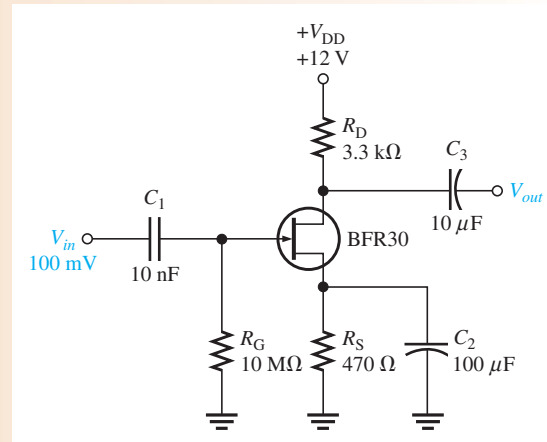 +V_DD
+12 V
R_D
3.3 kΩ
C_3
V_out
10 μF
C_1
V_in
100 mV
10 nF
BFR30
R_G
10 MΩ
R_S
470 Ω
C_2
100 μF